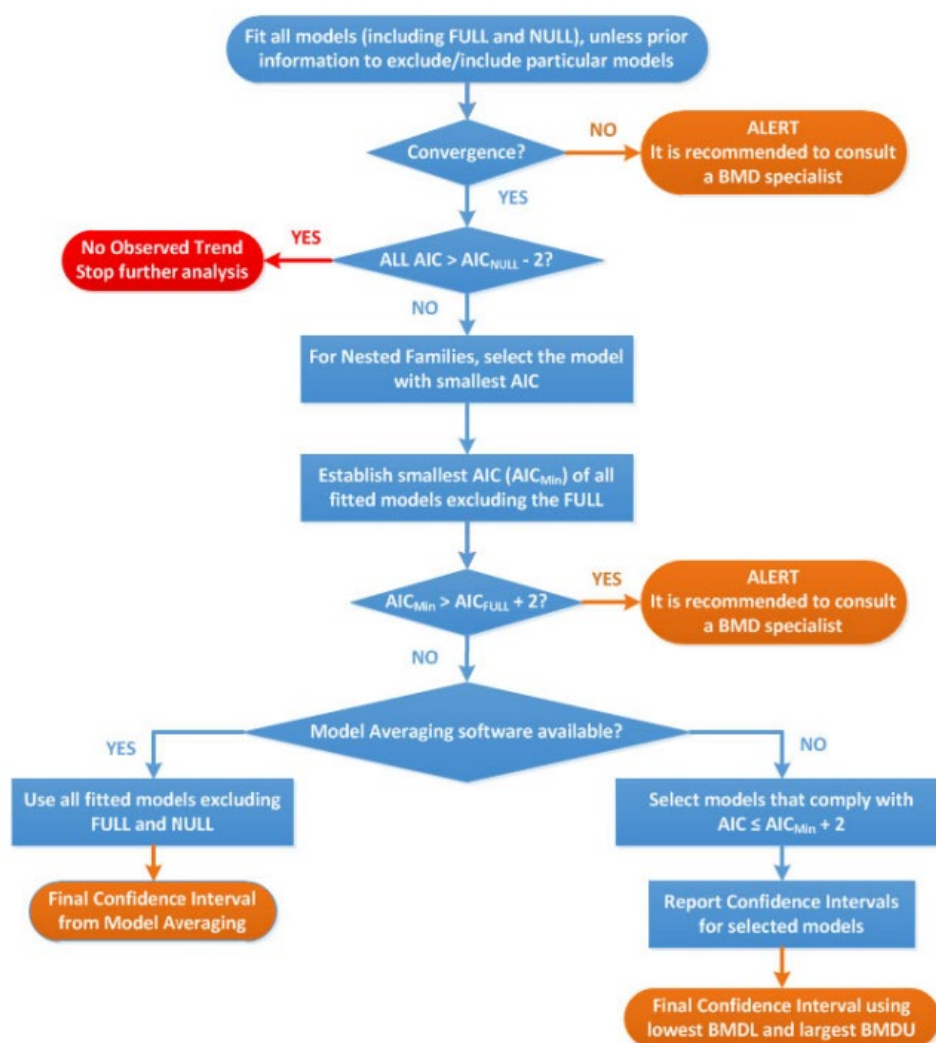 Fit all models (including FULL and NULL), unless prior
information to exclude/include particular models
Convergence?
NO
ALERT
It is recommended to consult
a BMD specialist
YES
YES
No Observed Trend
Stop further analysis
ALL AIC > AICNULL - 2?
NO
For Nested Families, select the model
with smallest AIC
Establish smallest AIC (AICMin) of all
fitted models excluding the FULL
AICMin > AICFULL + 2?
YES
ALERT
It is recommended to consult
a BMD specialist
NO
Model Averaging software available?
YES
NO
Use all fitted models excluding
FULL and NULL
Select models that comply with
AIC ≤ AICMin + 2
Final Confidence Interval
from Model Averaging
Report Confidence Intervals
for selected models
Final Confidence Interval using
lowest BMDL and largest BMDU